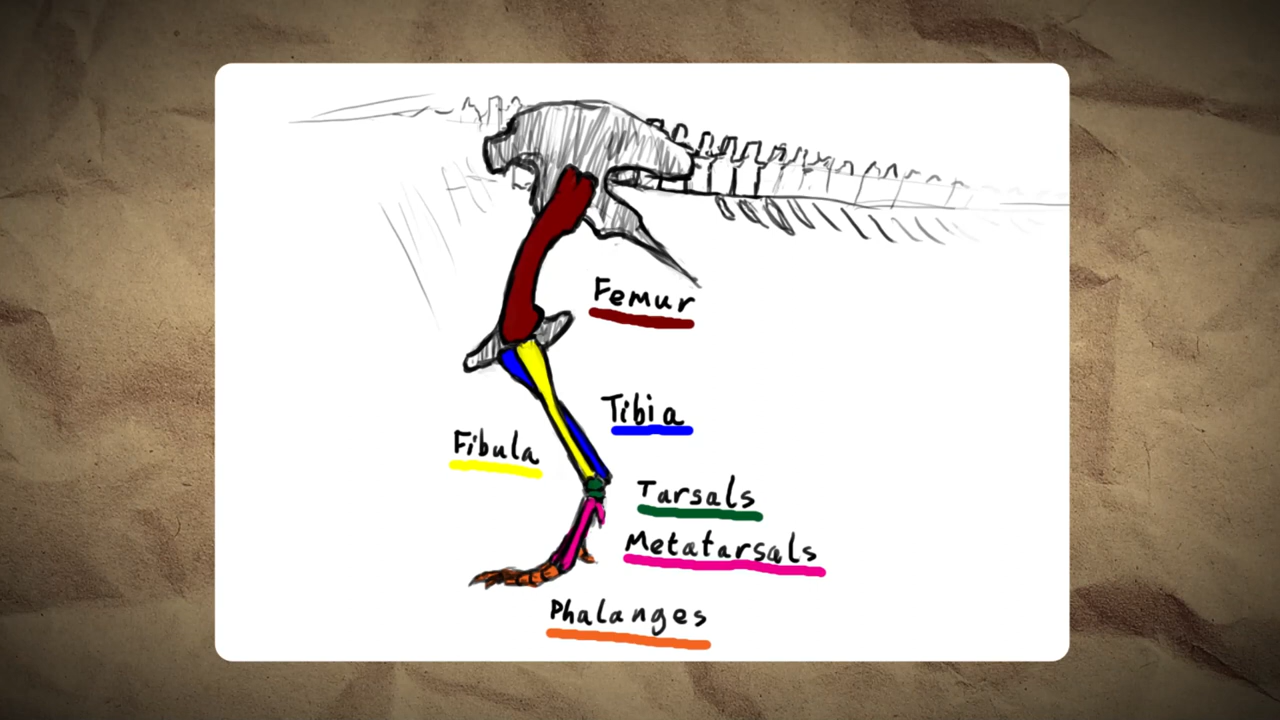 Femur
Tibia
Fibula
Tarsals
Metatarsals
Phalanges